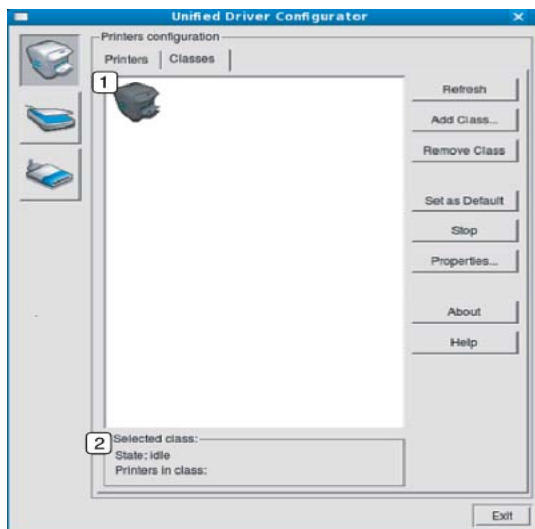 Unified Driver Configurator
Printers configuration
Printers Classes
1
Refresh
Add Class...
Remove Class
Set as Default
Stop
Properties...
About
Help
2 Selected class:
State: idle
Printers in class:
Exit